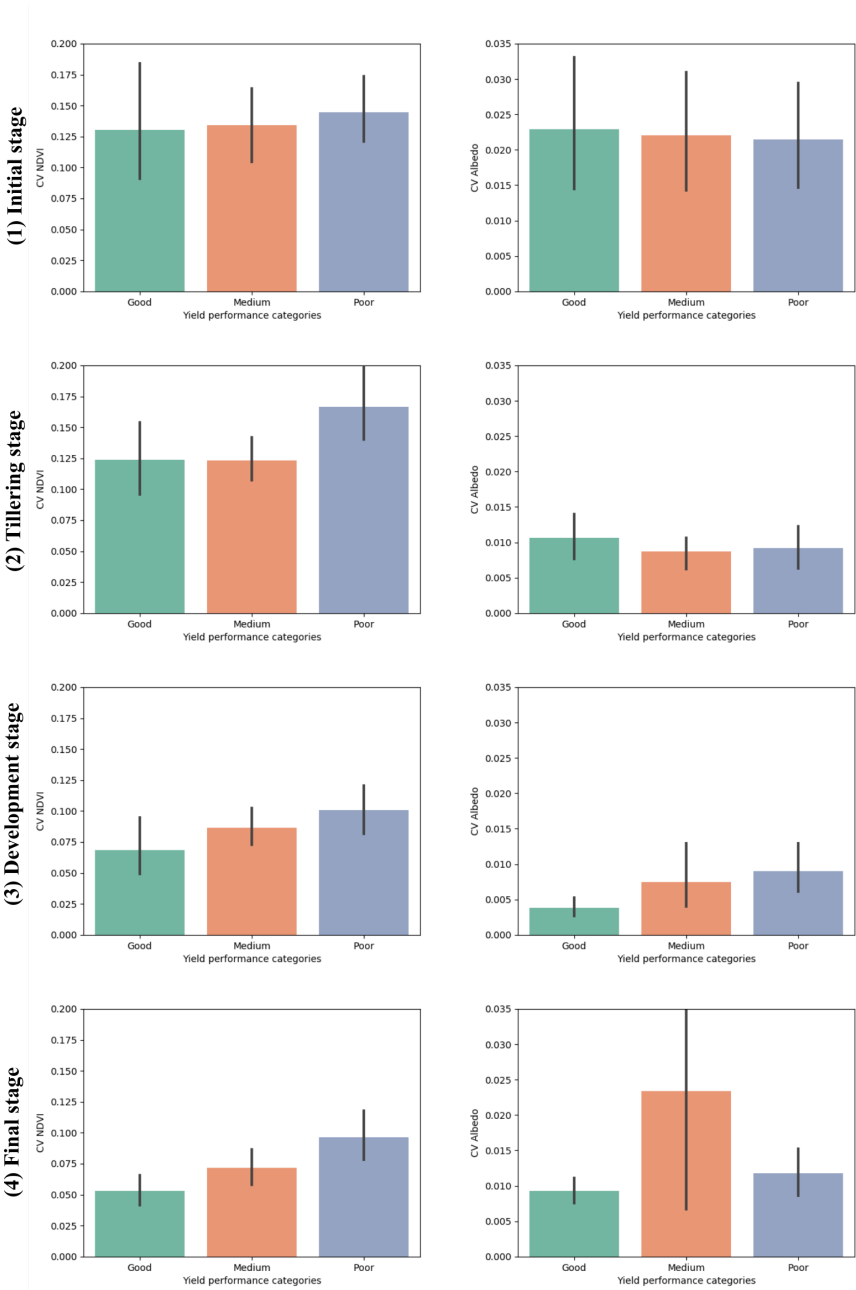 (1) Initial stage
CV NDVI
0.200
0.175
0.150
0.125
0.100
0.075
0.050
0.025
0.000
Good Medium Poor
Yield performance categories
CV Albedo
0.035
0.030
0.025
0.020
0.015
0.010
0.005
0.000
Good Medium Poor
Yield performance categories
(2) Tillering stage
CV NDVI
0.200
0.175
0.150
0.125
0.100
0.075
0.050
0.025
0.000
Good Medium Poor
Yield performance categories
CV Albedo
0.035
0.030
0.025
0.020
0.015
0.010
0.005
0.000
Good Medium Poor
Yield performance categories
(3) Development stage
CV NDVI
0.200
0.175
0.150
0.125
0.100
0.075
0.050
0.025
0.000
Good Medium Poor
Yield performance categories
CV Albedo
0.035
0.030
0.025
0.020
0.015
0.010
0.005
0.000
Good Medium Poor
Yield performance categories
(4) Final stage
CV NDVI
0.200
0.175
0.150
0.125
0.100
0.075
0.050
0.025
0.000
Good Medium Poor
Yield performance categories
CV Albedo
0.035
0.030
0.025
0.020
0.015
0.010
0.005
0.000
Good Medium Poor
Yield performance categories